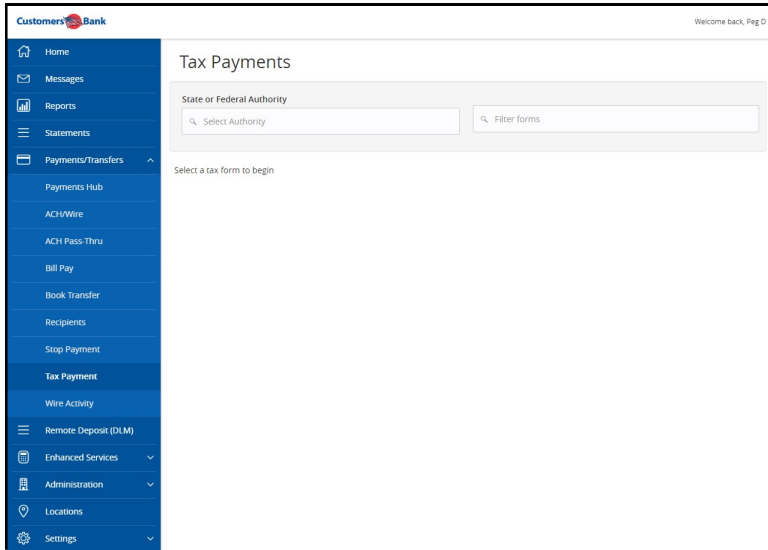 Customers Bank
Welcome back, Peg D
Home
Messages
Reports
Statements
Payments/Transfers
Payments Hub
ACH/Wire
ACH Pass-Thru
Bill Pay
Book Transfer
Recipients
Stop Payment
Tax Payment
Wire Activity
Remote Deposit (DLM)
Enhanced Services
Administration
Locations
Settings
Tax Payments
State or Federal Authority
Select Authority
Filter forms
Select a tax form to begin